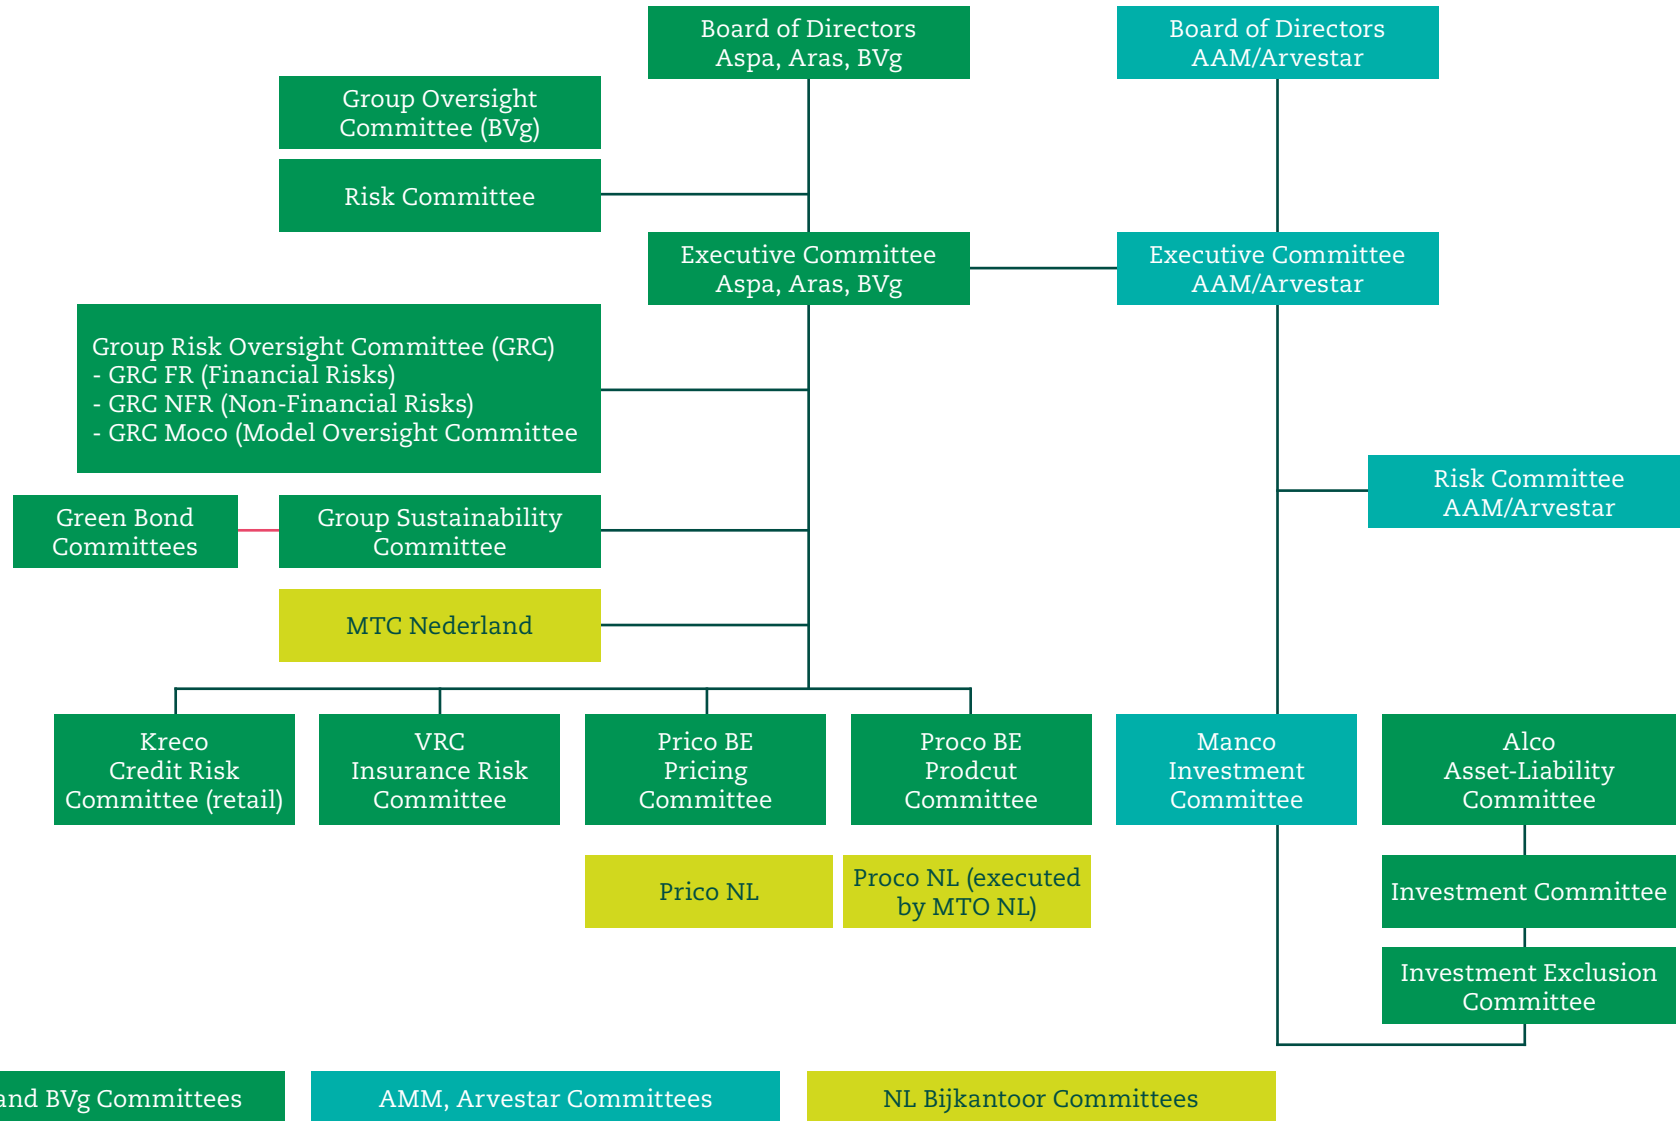 Board of Directors
Aspa, Aras, BVg
Board of Directors
AAM/Arvestar
Group Oversight
Committee (BVg)
Risk Committee
Executive Committee
Aspa, Aras, BVg
Executive Committee
AAM/Arvestar
Group Risk Oversight Committee (GRC)
- GRC FR (Financial Risks)
- GRC NFR (Non-Financial Risks)
- GRC Moco (Model Oversight Committee
Risk Committee
AAM/Arvestar
Green Bond
Committees
Group Sustainability
Committee
MTC Nederland
Kreco
Credit Risk
Committee (retail)
VRC
Insurance Risk
Committee
Prico BE
Pricing
Committee
Proco BE
Prodcut
Committee
Manco
Investment
Committee
Alco
Asset-Liability
Committee
Prico NL
Proco NL (executed
by MTO NL)
Investment Committee
Investment Exclusion
Committee
and BVg Committees
AMM, Arvestar Committees
NL Bijkantoor Committees